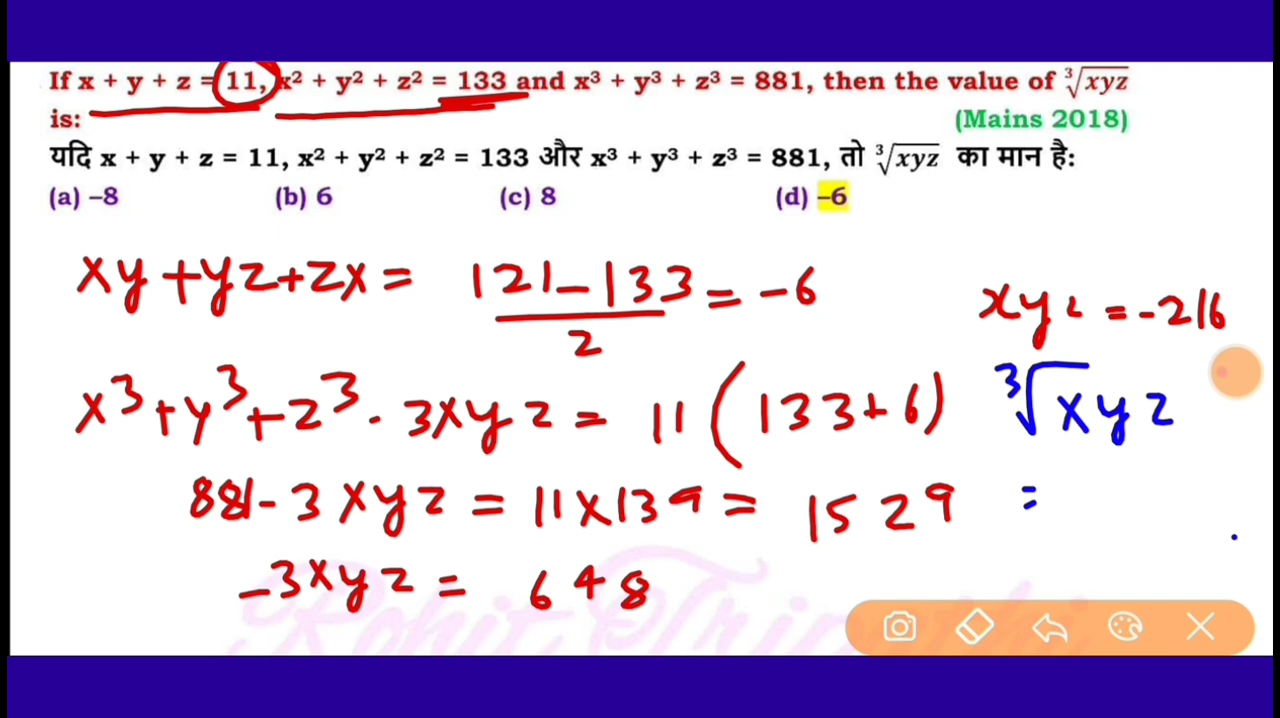 If x + y + z = 11, x² + y² + z² = 133 and x³ + y³ + z³ = 881, then the value of ∛xyz
is: (Mains 2018)
यदि x + y + z = 11, x² + y² + z² = 133 और x³ + y³ + z³ = 881, तो ∛xyz का मान है:
(a) –8 (b) 6 (c) 8 (d) –6
xy + yz + zx = (121 – 133)/2 = –6
xyz = –216
x³ + y³ + z³ - 3xyz = 11 (133 + 6)
∛xyz
881 – 3xyz = 11 x 139 = 1529
=
–3xyz = 648
Rohit Tripathi